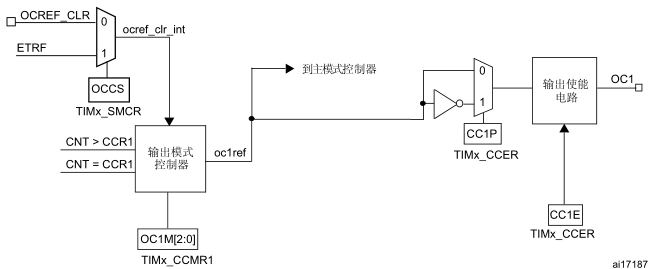 OCREF_CLR
0
ocref_clr_int
ETRF
1
OCCS
TIMx_SMCR
到主模式控制器
0
1
输出使能
电路
OC1
CNT > CCR1
CNT = CCR1
输出模式
控制器
oc1ref
CC1P
TIMx_CCER
OC1M[2:0]
TIMx_CCMR1
CC1E
TIMx_CCER
ai17187